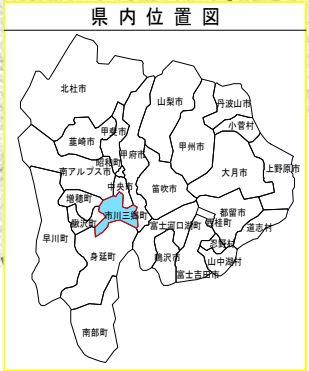 県内位置図
北杜市
山梨市
丹波山市
小菅村
韮崎市
甲斐市
甲府市
甲州市
昭和町
大月市
上野原市
南アルプス市
中央市
笛吹市
増穂町
市川三郷町
都留市
鰍沢町
富士河口湖町
西桂町
道志村
早川町
忍野村
身延町
鳴沢市
山中湖村
富士吉田市
南部町